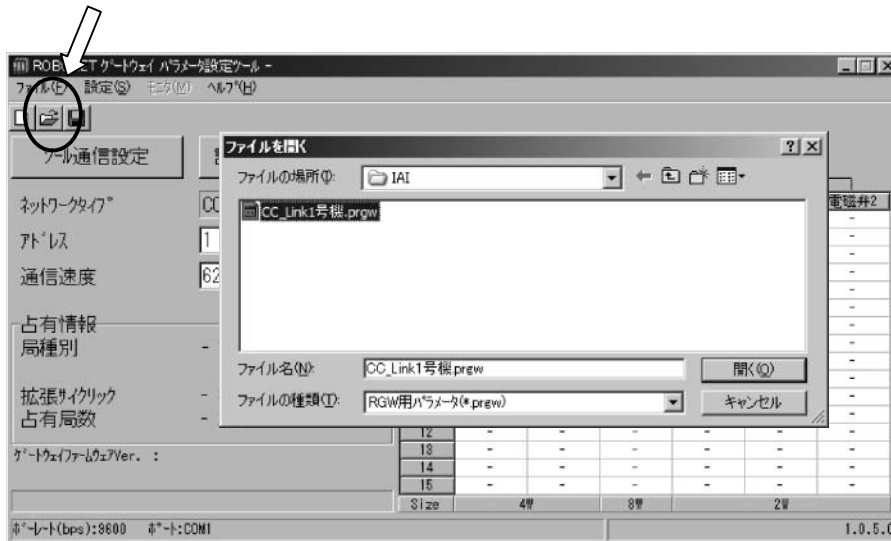 ROBO NET ゲートウェイ パラメータ設定ツール -
ファイル(F) 設定(S) モニタ(M) ヘルプ(H)
ツール通信設定
ネットワークタイプ CC
アドレス 1
通信速度 62
占有情報
局種別 -
拡張サイクリック -
占有局数 -
ゲートウェイファームウェアVer. :
ファイルを開く
ファイルの場所(I): IAI
CC_Link1号機.prgw
ファイル名(N): CC_Link1号機.prgw 開く(O)
ファイルの種類(T): RGW用パラメータ(*.prgw) キャンセル
電磁弁2
-
-
-
-
-
-
-
-
-
-
-
-
12 - - - - - -
13 - - - - - -
14 - - - - - -
15 - - - - - -
Size 4W 8W 2W
ボーレート(bps):9600 ポート:COM1 1.0.5.0